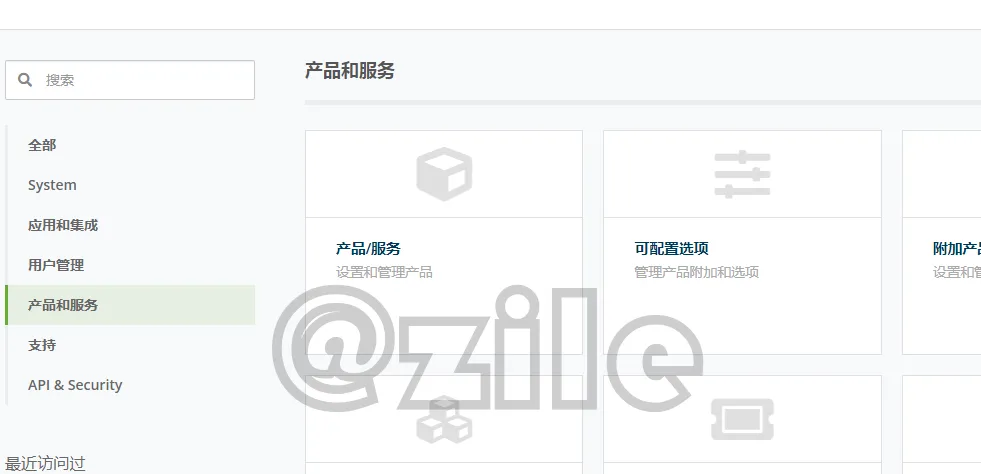 搜索
全部
System
应用和集成
用户管理
产品和服务
支持
API & Security
最近访问过
产品和服务
产品/服务
设置和管理产品
可配置选项
管理产品附加和选项
附加产
设置和
@zile